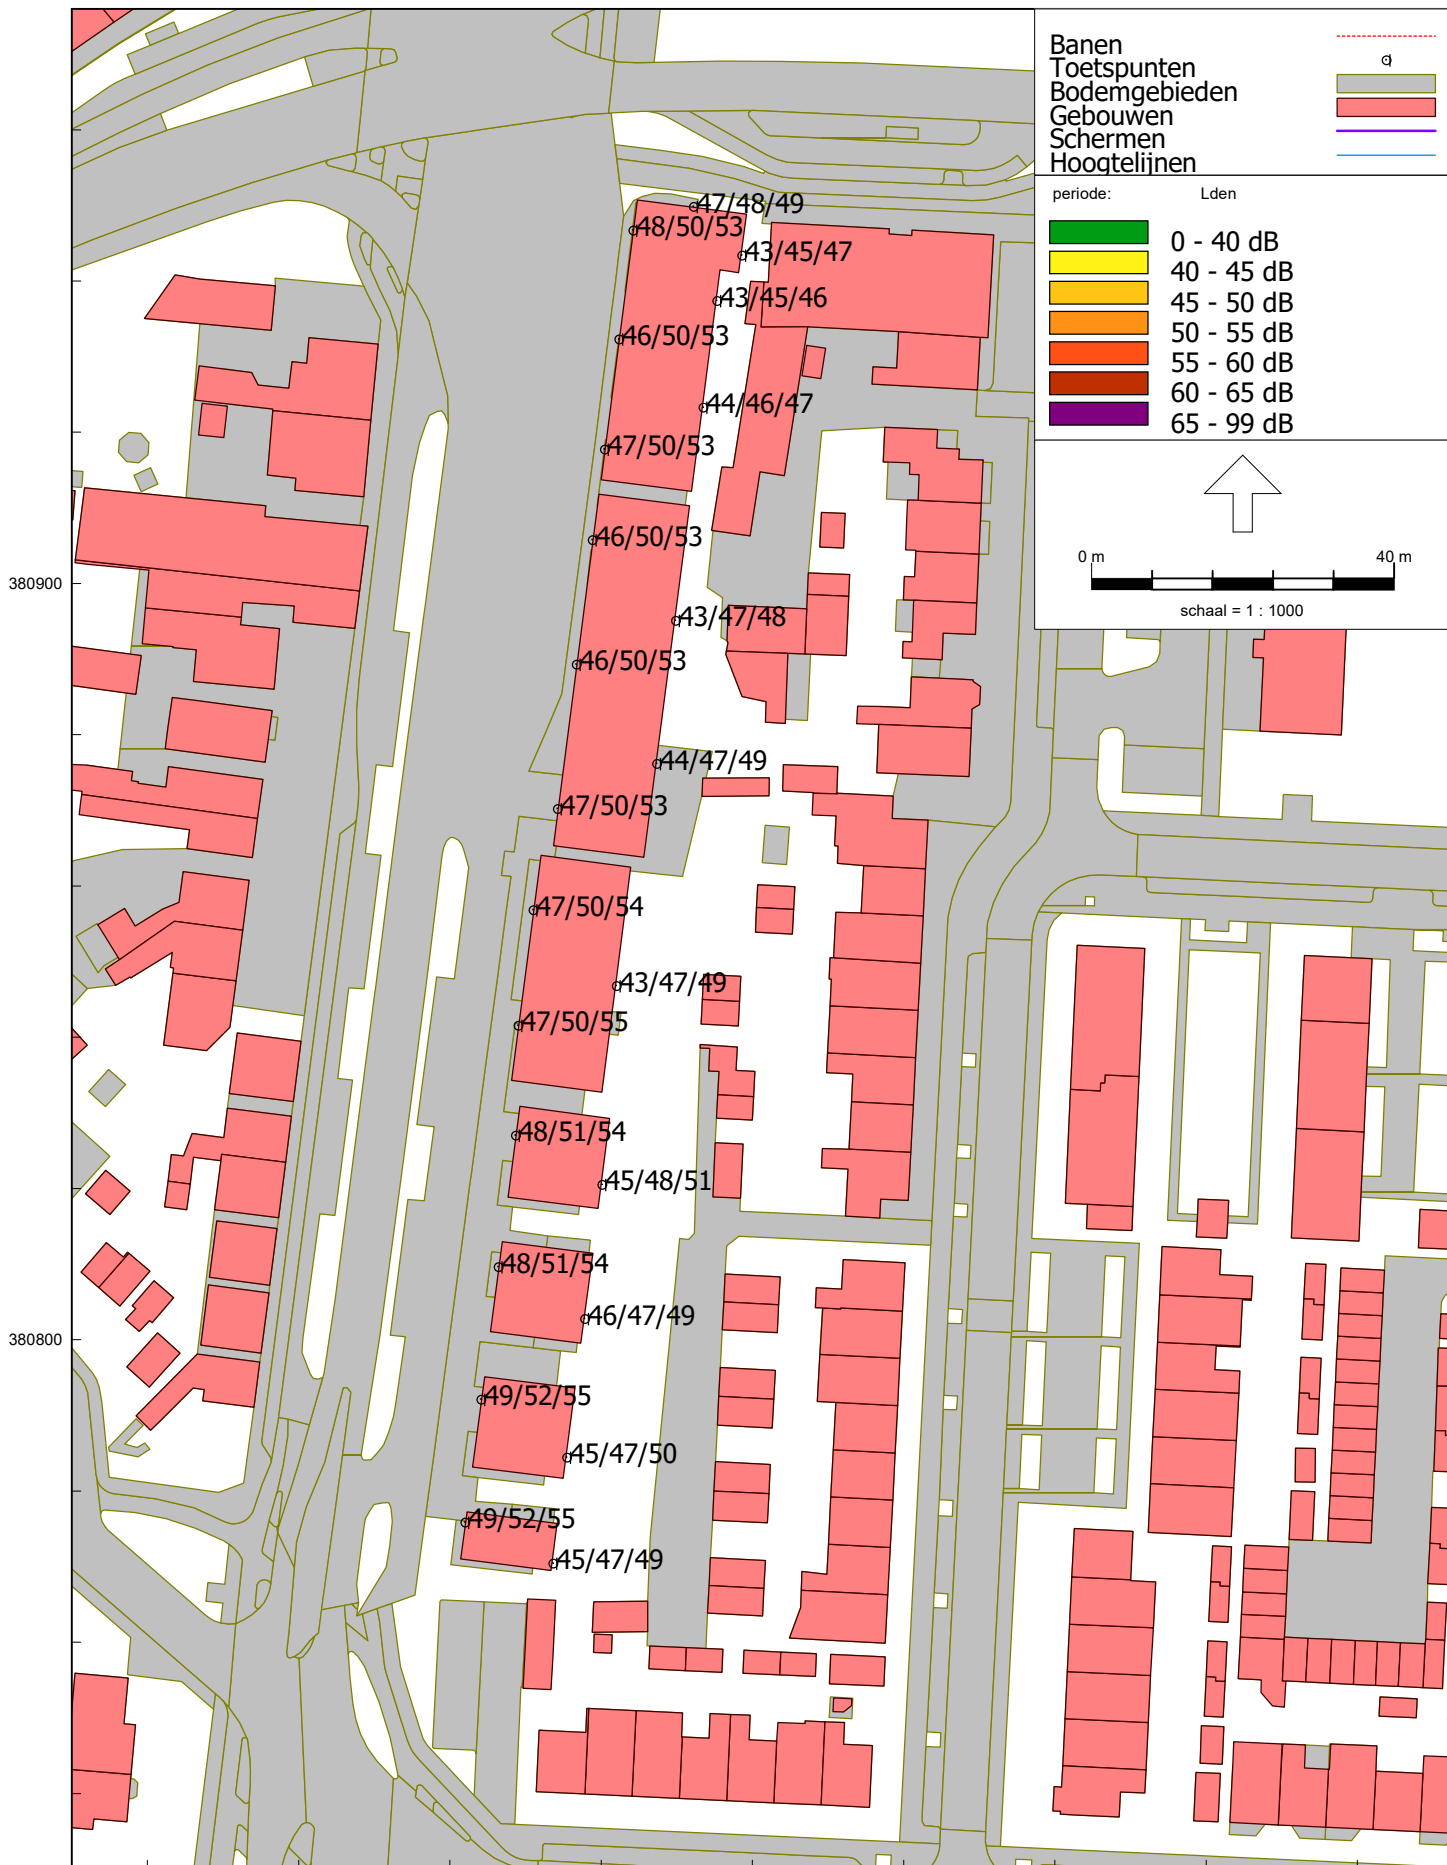 Banen
Toetspunten
Bodemgebieden
Gebouwen
Schermen
Hoogtelijnen
periode: Lden
0 - 40 dB
40 - 45 dB
45 - 50 dB
50 - 55 dB
55 - 60 dB
60 - 65 dB
65 - 99 dB
0 m 40 m
schaal = 1 : 1000
47/48/49
48/50/53
43/45/47
43/45/46
46/50/53
44/46/47
47/50/53
46/50/53
380900
43/47/48
46/50/53
44/47/49
47/50/53
47/50/54
43/47/49
47/50/55
48/51/54
45/48/51
48/51/54
46/47/49
380800
49/52/55
45/47/50
49/52/55
45/47/49